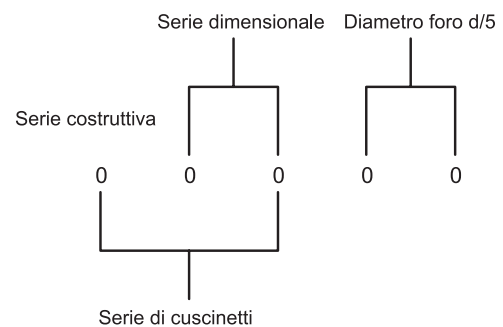 Serie dimensionale Diametro foro d/5
Serie costruttiva
0 0 0 0 0
Serie di cuscinetti